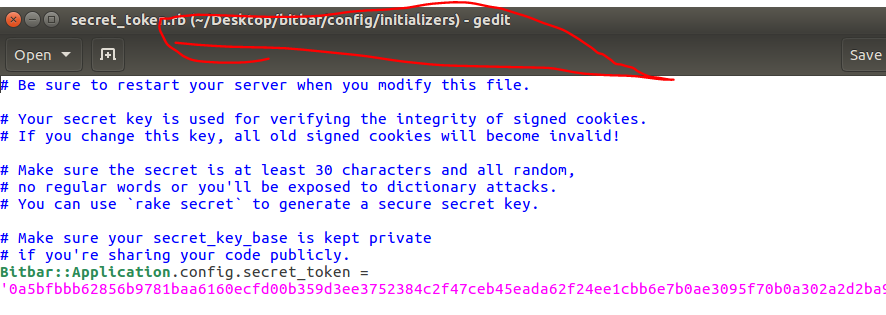 secret_token.rb (~/Desktop/bitbar/config/initializers) - gedit
Open Save
# Be sure to restart your server when you modify this file.
# Your secret key is used for verifying the integrity of signed cookies.
# If you change this key, all old signed cookies will become invalid!
# Make sure the secret is at least 30 characters and all random,
# no regular words or you'll be exposed to dictionary attacks.
# You can use `rake secret` to generate a secure secret key.
# Make sure your secret_key_base is kept private
# if you're sharing your code publicly.
Bitbar::Application.config.secret_token =
'0a5bfbbb62856b9781baa6160ecfd00b359d3ee3752384c2f47ceb45eada62f24ee1cbb6e7b0ae3095f70b0a302a2d2ba9